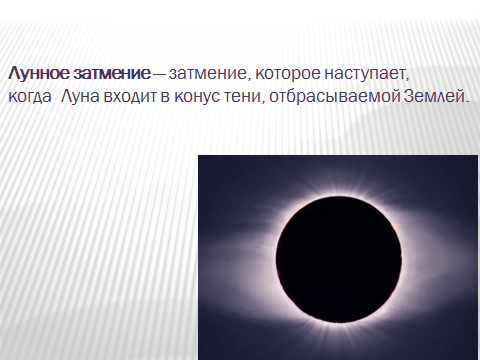 Лунное затмение — затмение, которое наступает,
когда Луна входит в конус тени, отбрасываемой Землей.